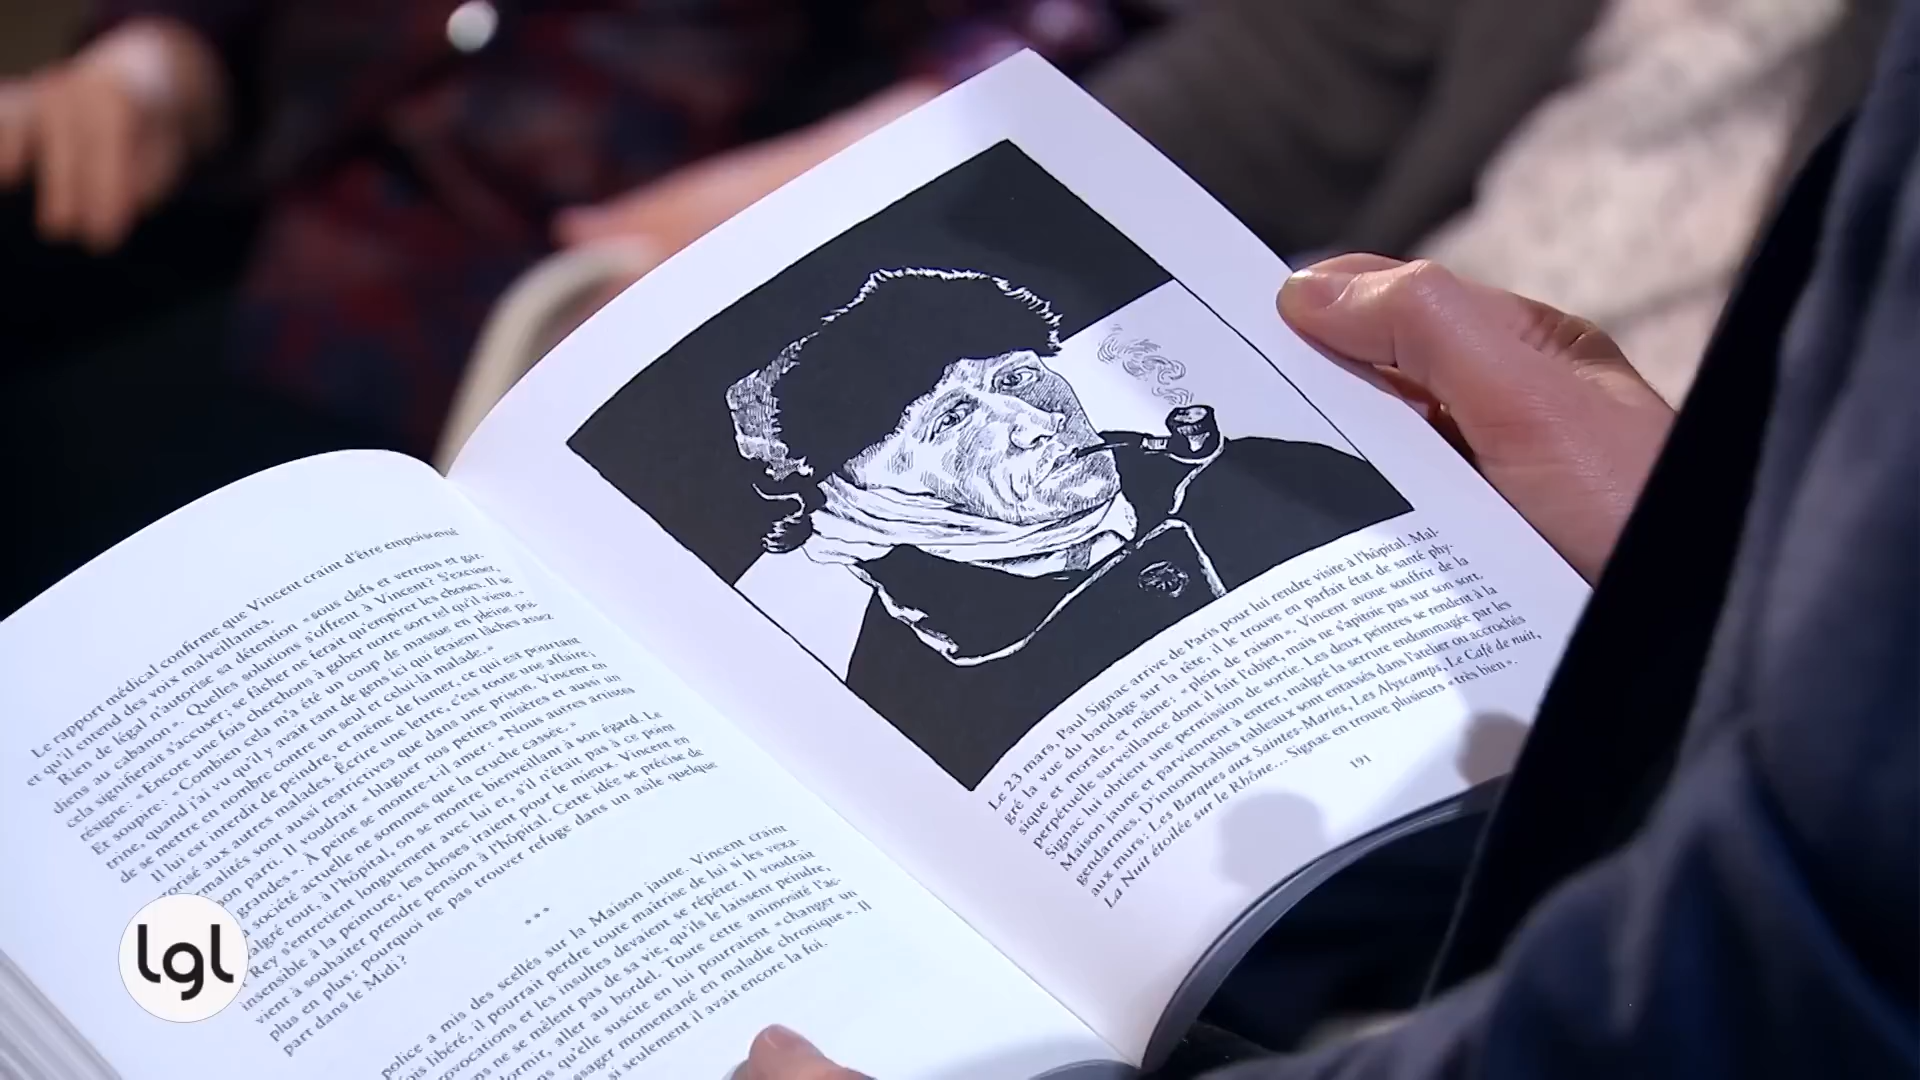 Le rapport médical confirme que Vincent craint d'être empoisonné
et qu'il entend des voix malveillantes.
Rien de légal n'autorise sa détention « sous clefs et verrous et gar-
diens au cabanon ». Quelles solutions s'offrent à Vincent ? S'excuser,
cela signifierait s'accuser ; se fâcher ne ferait qu'empirer les choses. Il se
résigne : « Encore une fois cherchons à gober notre sort tel qu'il vient. »
Et soupire : « Combien cela m'a été un coup de massue en pleine poi-
trine, quand j'ai vu qu'il y avait tant de gens ici qui étaient lâches assez
de se mettre en nombre contre un seul et celui-là malade. »
Il lui est interdit de peindre, et même de fumer, ce qui est pourtant
orisé aux autres malades. Écrire une lettre, c'est toute une affaire ;
rmalités sont aussi restrictives que dans une prison. Vincent en
son parti. Il voudrait « blaguer nos petites misères et aussi un
grandes ». À peine se montre-t-il amer : « Nous autres artistes
a société actuelle ne sommes que la cruche cassée. »
algré tout, à l'hôpital, on se montre bienveillant à son égard. Le
Rey s'entretient longuement avec lui et, s'il n'était pas à ce point
insensible à la peinture, les choses iraient pour le mieux. Vincent en
vient à souhaiter prendre pension à l'hôpital. Cette idée se précise de
plus en plus : pourquoi ne pas trouver refuge dans un asile quelque
part dans le Midi ?
***
police a mis des scellés sur la Maison jaune. Vincent craint
ois libéré, il pourrait perdre toute maîtrise de lui si les vexa-
rovocations et les insultes devaient se répéter. Il voudrait
ns ne se mêlent pas de sa vie, qu'ils le laissent peindre,
dormir, aller au bordel. Toute cette animosité l'ac-
qu'elle suscite en lui pourraient « changer un
ssager momentané en maladie chronique ». Il
si seulement il avait encore la foi.
Le 23 mars, Paul Signac arrive de Paris pour lui rendre visite à l'hôpital. Mal-
gré la vue du bandage sur la tête, il le trouve en parfait état de santé phy-
sique et morale, et même : « plein de raison ». Vincent avoue souffrir de la
perpétuelle surveillance dont il fait l'objet, mais ne s'apitoie pas sur son sort.
Signac lui obtient une permission de sortie. Les deux peintres se rendent à la
Maison jaune et parviennent à entrer, malgré la serrure endommagée par les
gendarmes. D'innombrables tableaux sont entassés dans l'atelier ou accrochés
aux murs : Les Barques aux Saintes-Maries, Les Alyscamps, Le Café de nuit,
La Nuit étoilée sur le Rhône... Signac en trouve plusieurs « très bien ».
191
lgl